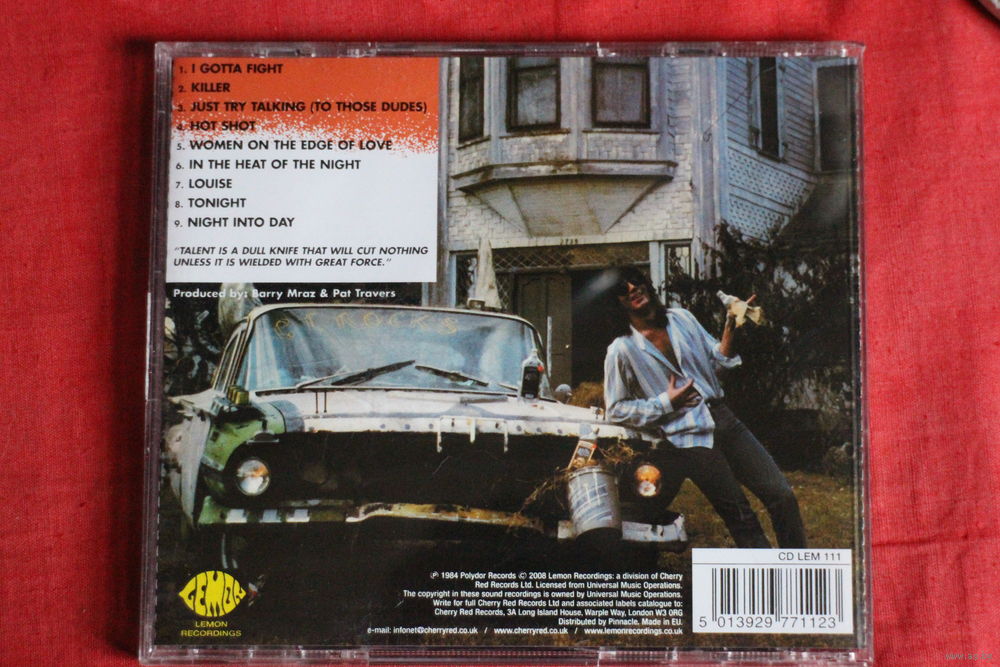 1. I GOTTA FIGHT
2. KILLER
3. JUST TRY TALKING (TO THOSE DUDES)
4. HOT SHOT
5. WOMEN ON THE EDGE OF LOVE
6. IN THE HEAT OF THE NIGHT
7. LOUISE
8. TONIGHT
9. NIGHT INTO DAY
"TALENT IS A DULL KNIFE THAT WILL CUT NOTHING
UNLESS IT IS WIELDED WITH GREAT FORCE."
Produced by: Barry Mraz & Pat Travers
LEMON
LEMON
RECORDINGS
℗ 1984 Polydor Records © 2008 Lemon Recordings: a division of Cherry
Red Records Ltd. Licensed from Universal Music Operations.
The copyright in these sound recordings is owned by Universal Music Operations.
Write for full Cherry Red Records Ltd and associated labels catalogue to:
Cherry Red Records, 3A Long Island House, Warple Way, London W3 0RG
Distributed by Pinnacle. Made in EU.
e-mail: infonet@cherryred.co.uk / www.cherryred.co.uk / www.lemonrecordings.co.uk
CD LEM 111
5 013929 771123